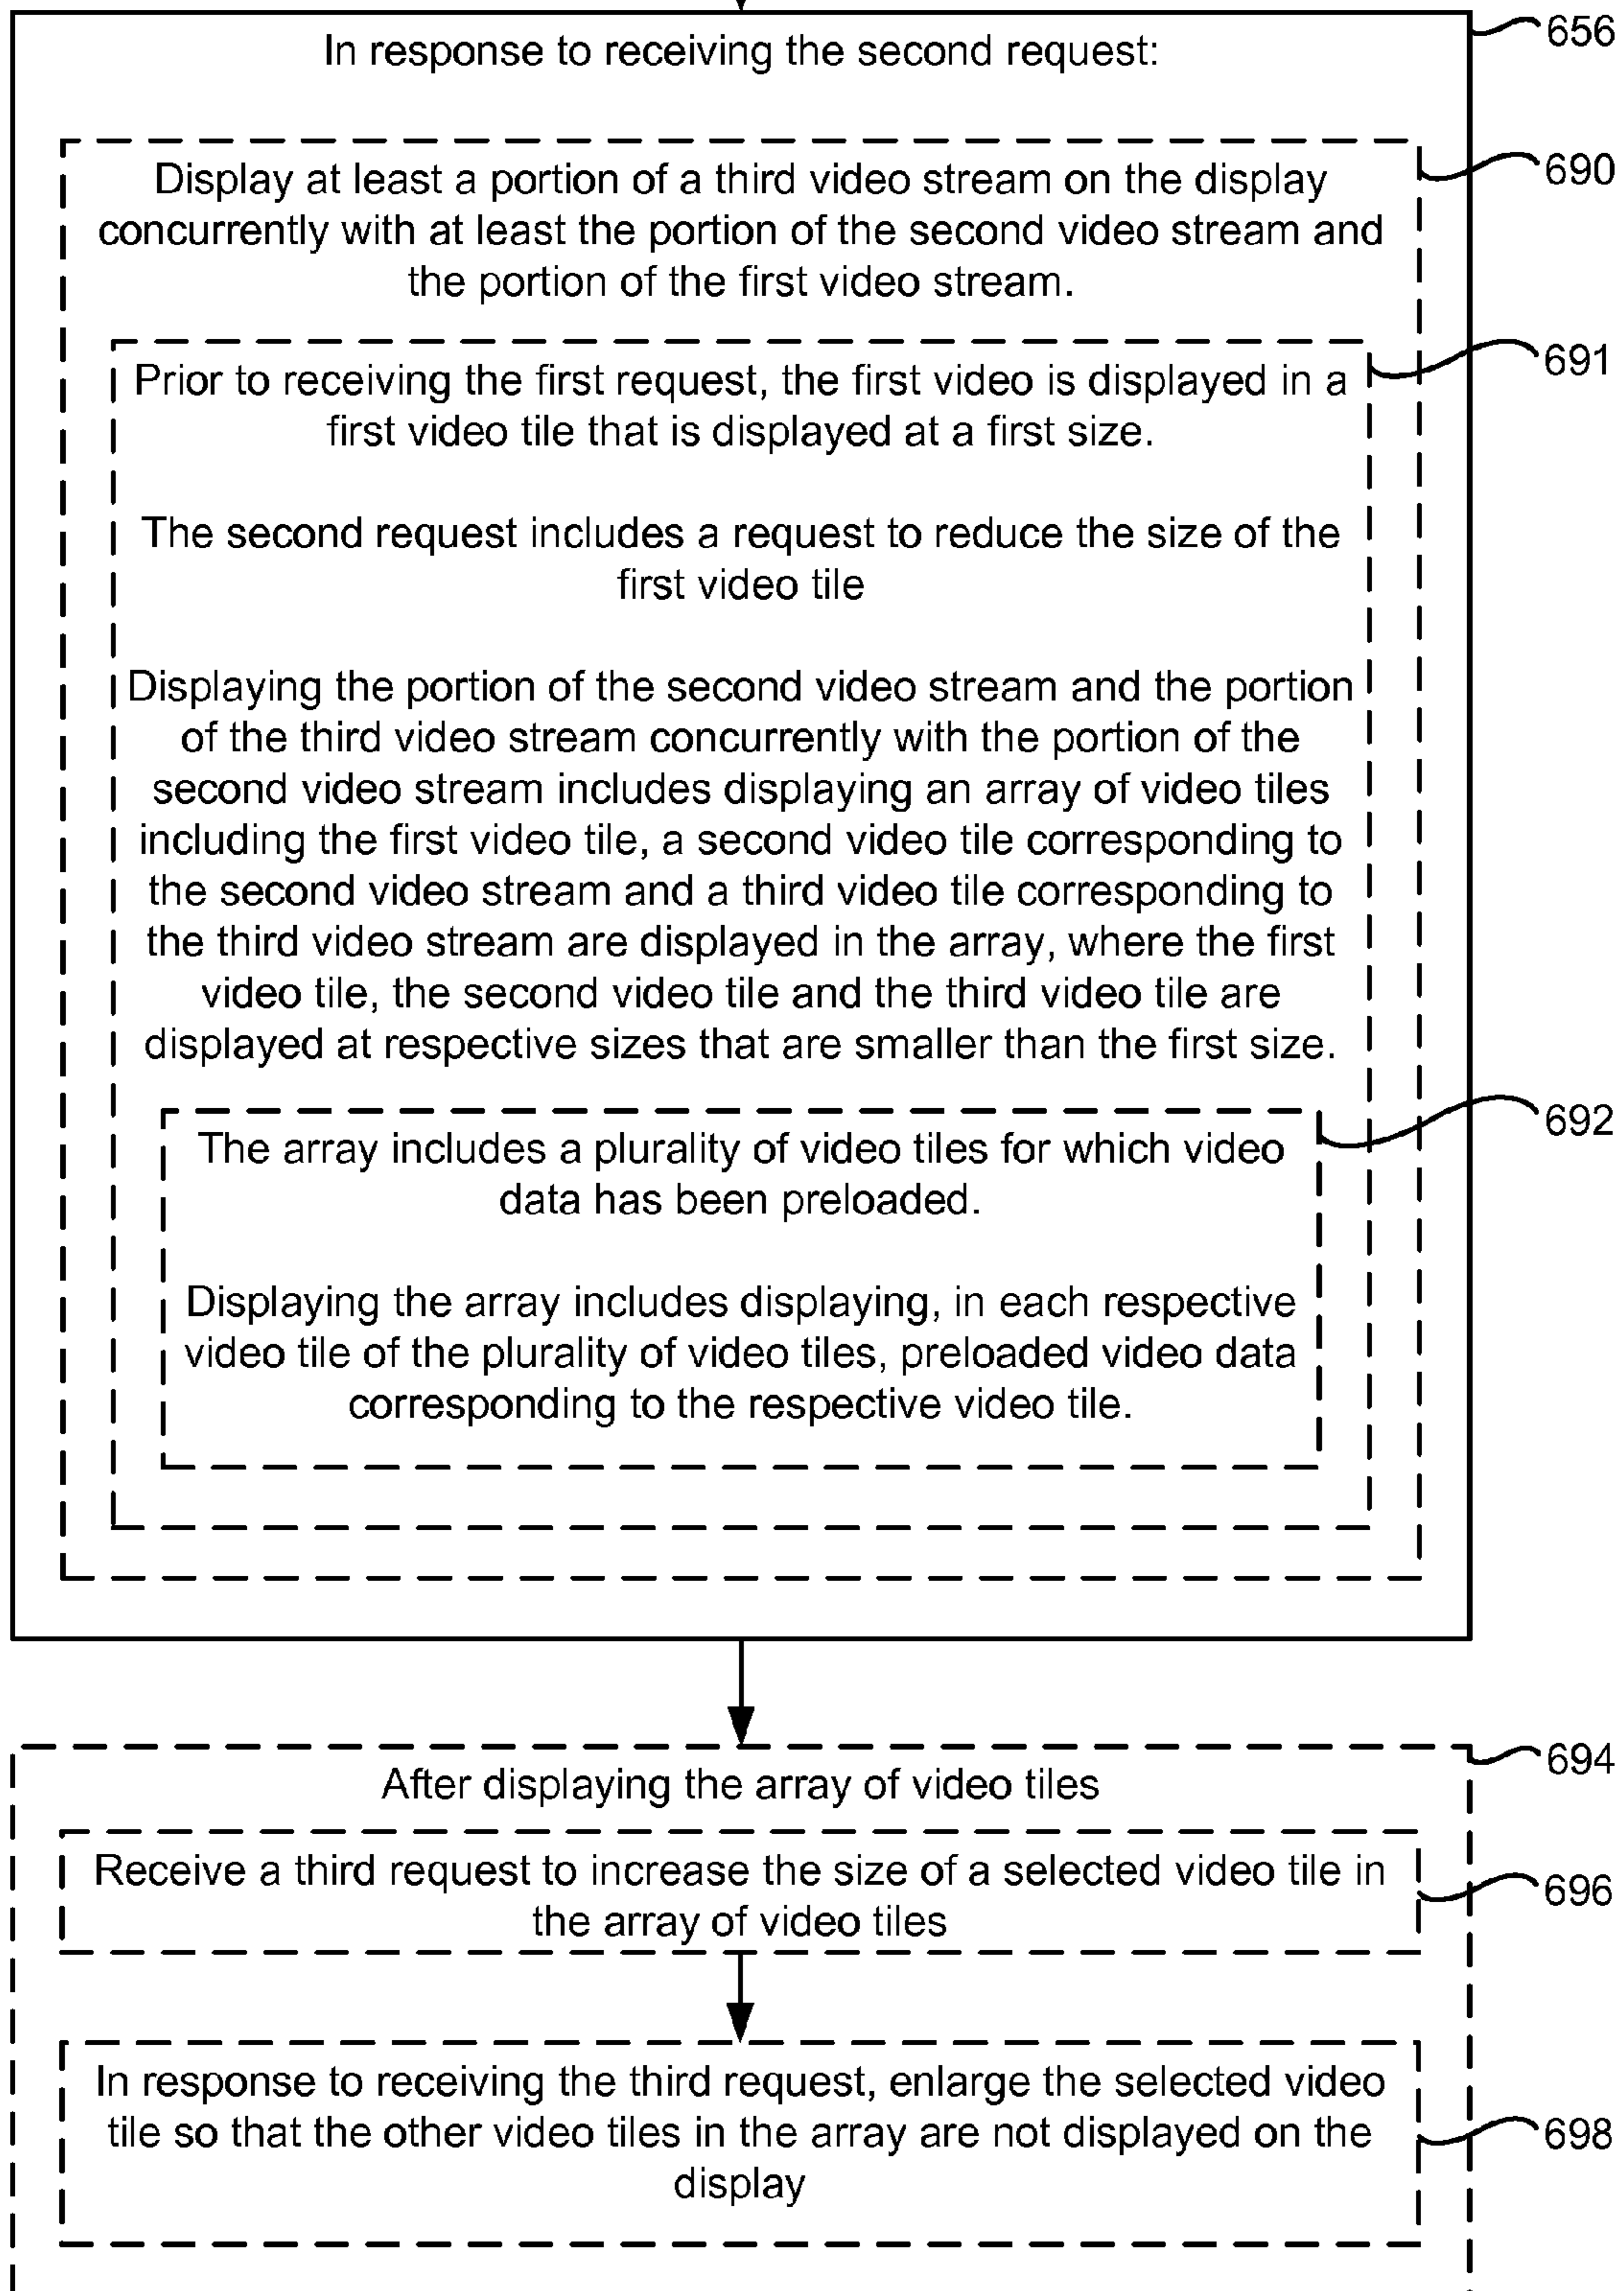 In response to receiving the second request:
656
Display at least a portion of a third video stream on the display
concurrently with at least the portion of the second video stream and
the portion of the first video stream.
690
Prior to receiving the first request, the first video is displayed in a
first video tile that is displayed at a first size.
691
The second request includes a request to reduce the size of the
first video tile
Displaying the portion of the second video stream and the portion
of the third video stream concurrently with the portion of the
second video stream includes displaying an array of video tiles
including the first video tile, a second video tile corresponding to
the second video stream and a third video tile corresponding to
the third video stream are displayed in the array, where the first
video tile, the second video tile and the third video tile are
displayed at respective sizes that are smaller than the first size.
The array includes a plurality of video tiles for which video
data has been preloaded.
692
Displaying the array includes displaying, in each respective
video tile of the plurality of video tiles, preloaded video data
corresponding to the respective video tile.
After displaying the array of video tiles
694
Receive a third request to increase the size of a selected video tile in
the array of video tiles
696
In response to receiving the third request, enlarge the selected video
tile so that the other video tiles in the array are not displayed on the
display
698